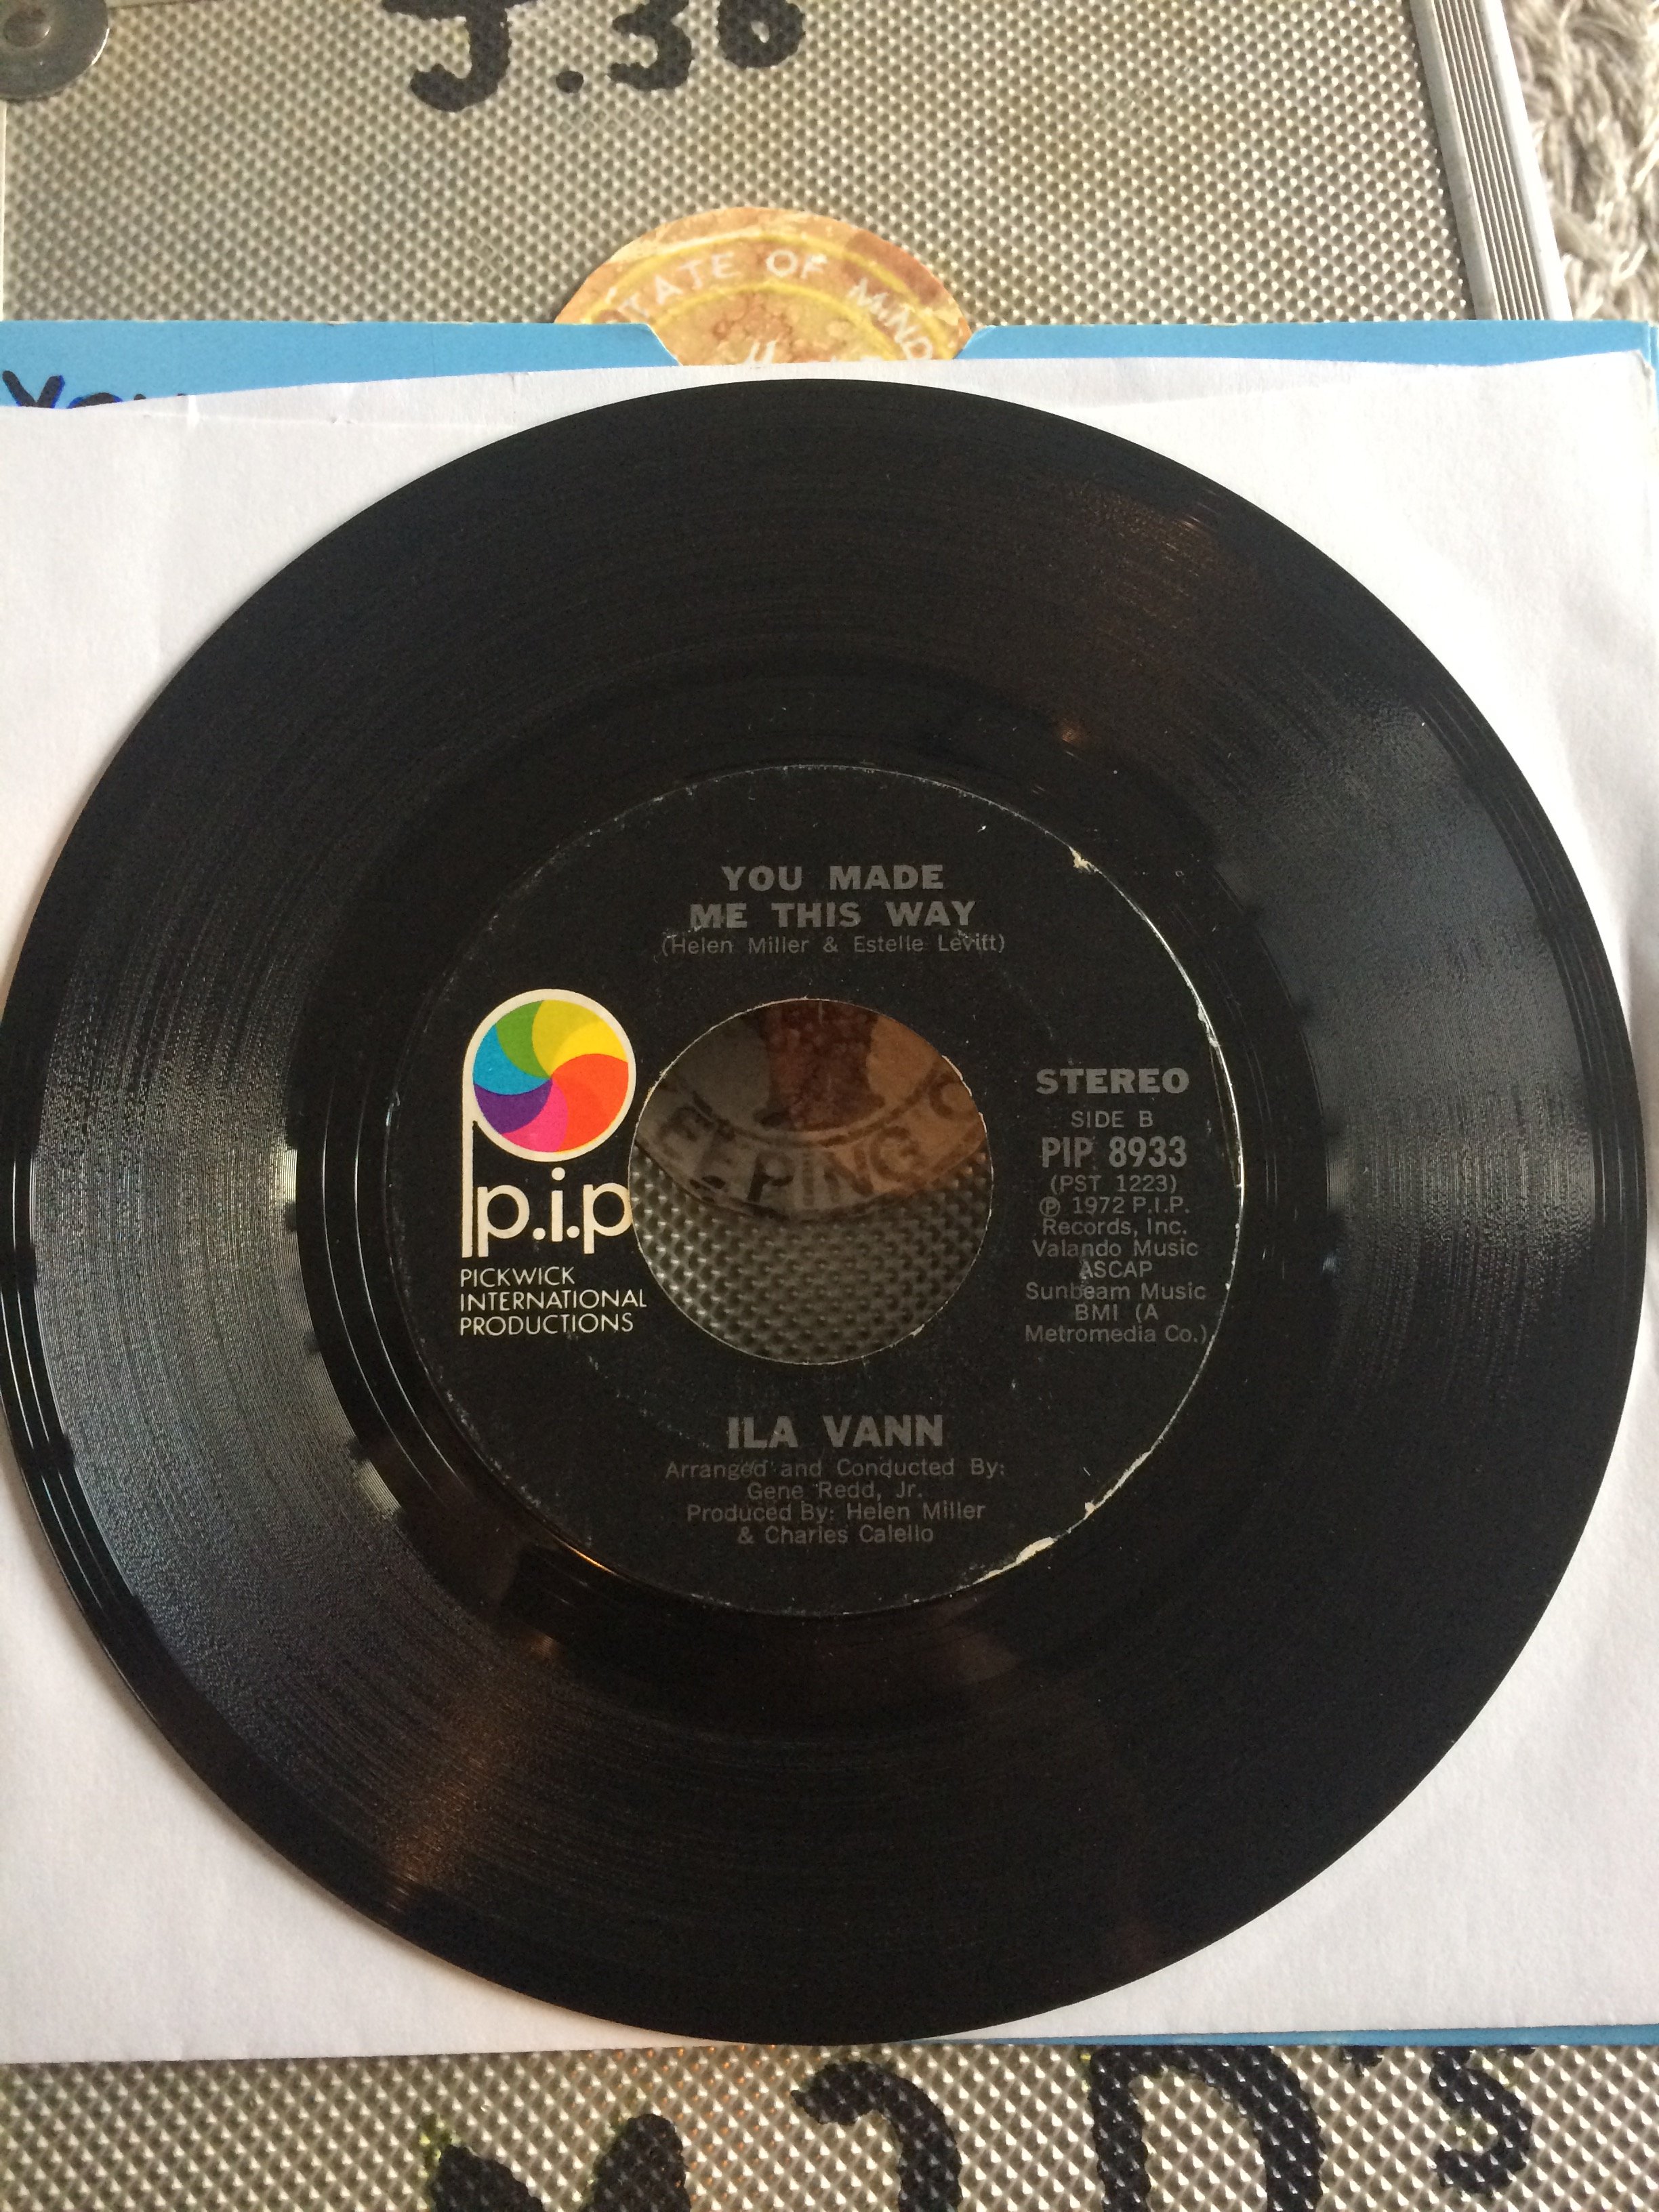 J.30
STATE OF MIND
YOU MADE
ME THIS WAY
(Helen Miller & Estelle Levitt)
p.i.p
PICKWICK
INTERNATIONAL
PRODUCTIONS
STEREO
SIDE B
PIP 8933
(PST 1223)
℗ 1972 P.I.P.
Records, Inc.
Valando Music
ASCAP
Sunbeam Music
BMI (A
Metromedia Co.)
ILA VANN
Arranged and Conducted By:
Gene Redd, Jr.
Produced By: Helen Miller
& Charles Calello